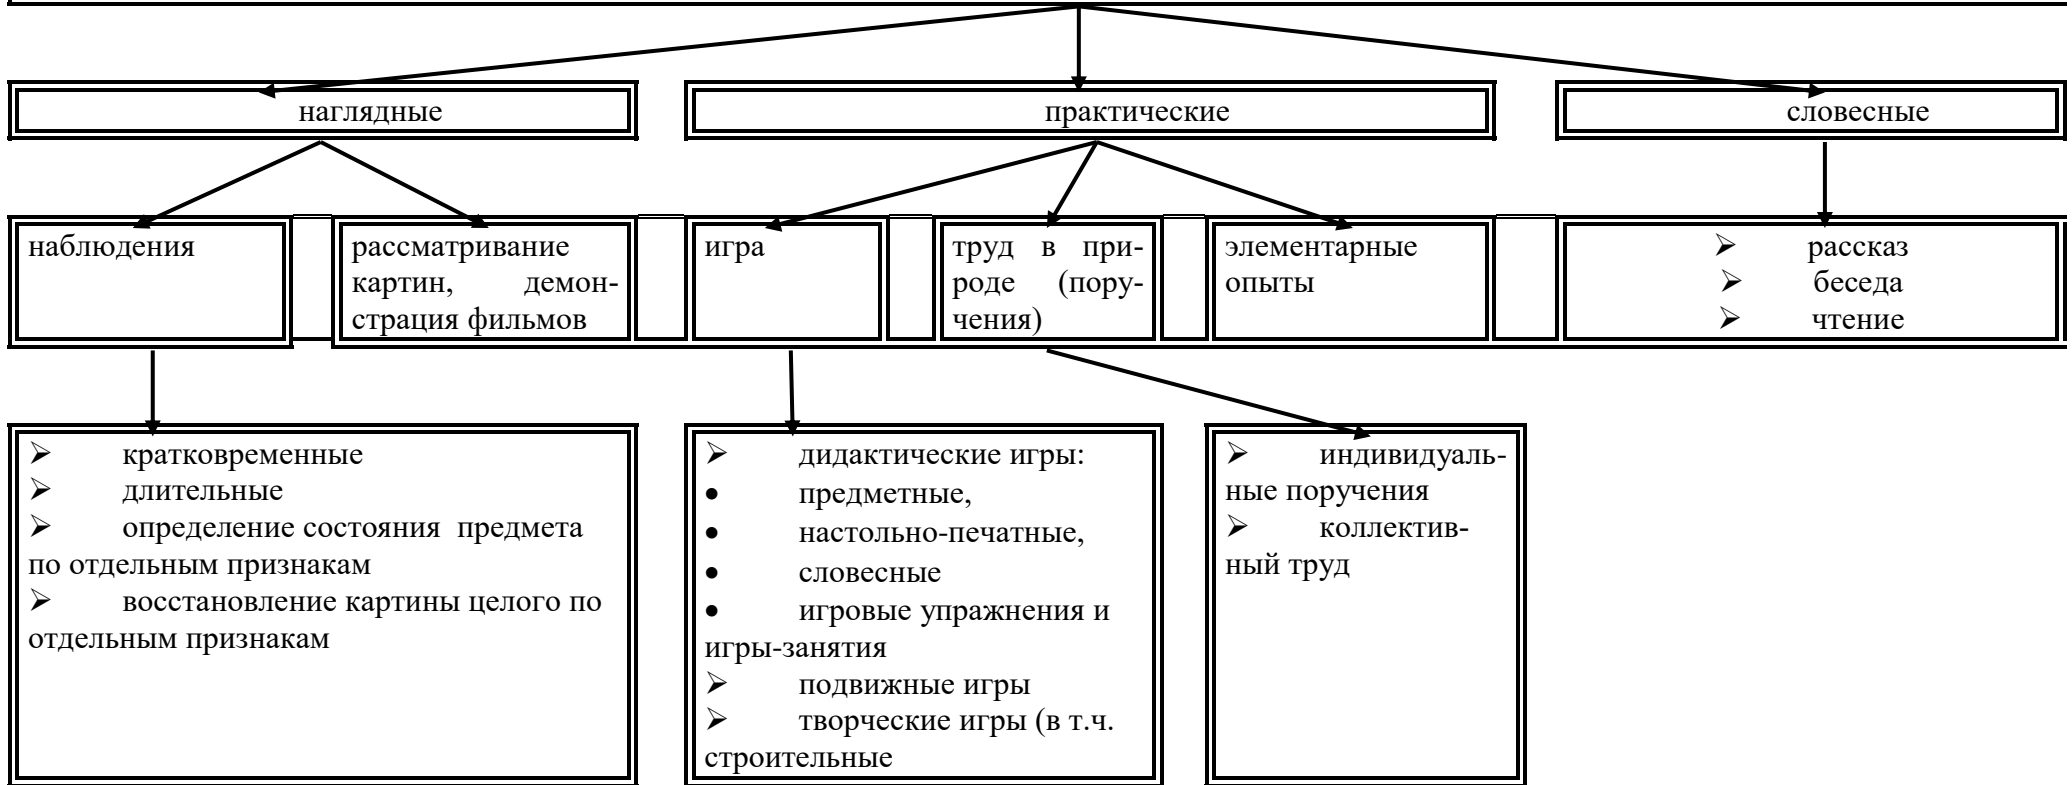 наглядные
практические
словесные
наблюдения
рассматривание
картин, демон-
страция фильмов
игра
труд в при-
роде (пору-
чения)
элементарные
опыты
➢ рассказ
➢ беседа
➢ чтение
➢ кратковременные
➢ длительные
➢ определение состояния предмета
по отдельным признакам
➢ восстановление картины целого по
отдельным признакам
➢ дидактические игры:
• предметные,
• настольно-печатные,
• словесные
• игровые упражнения и
игры-занятия
➢ подвижные игры
➢ творческие игры (в т.ч.
строительные
➢ индивидуаль-
ные поручения
➢ коллектив-
ный труд